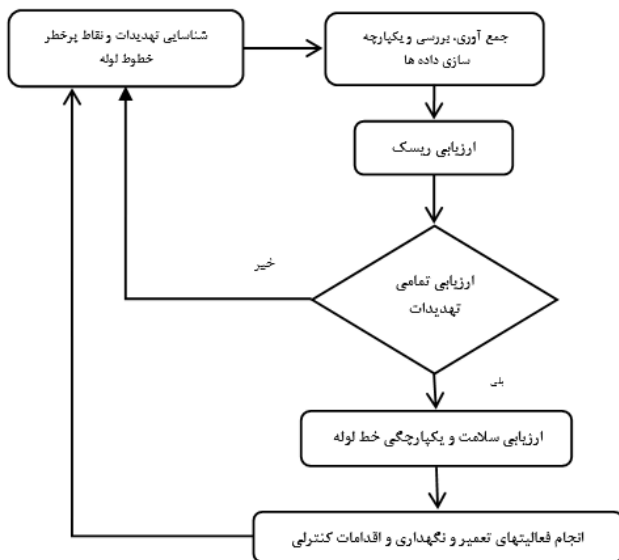 شناسایی تهدیدات و نقاط پرخطر
خطوط لوله
جمع آوری، بررسی و یکپارچه
سازی داده ها
ارزیابی ریسک
ارزیابی تمامی
تهدیدات
خیر
بلی
ارزیابی سلامت و یکپارچگی خط لوله
انجام فعالیتهای تعمیر و نگهداری و اقدامات کنترلی